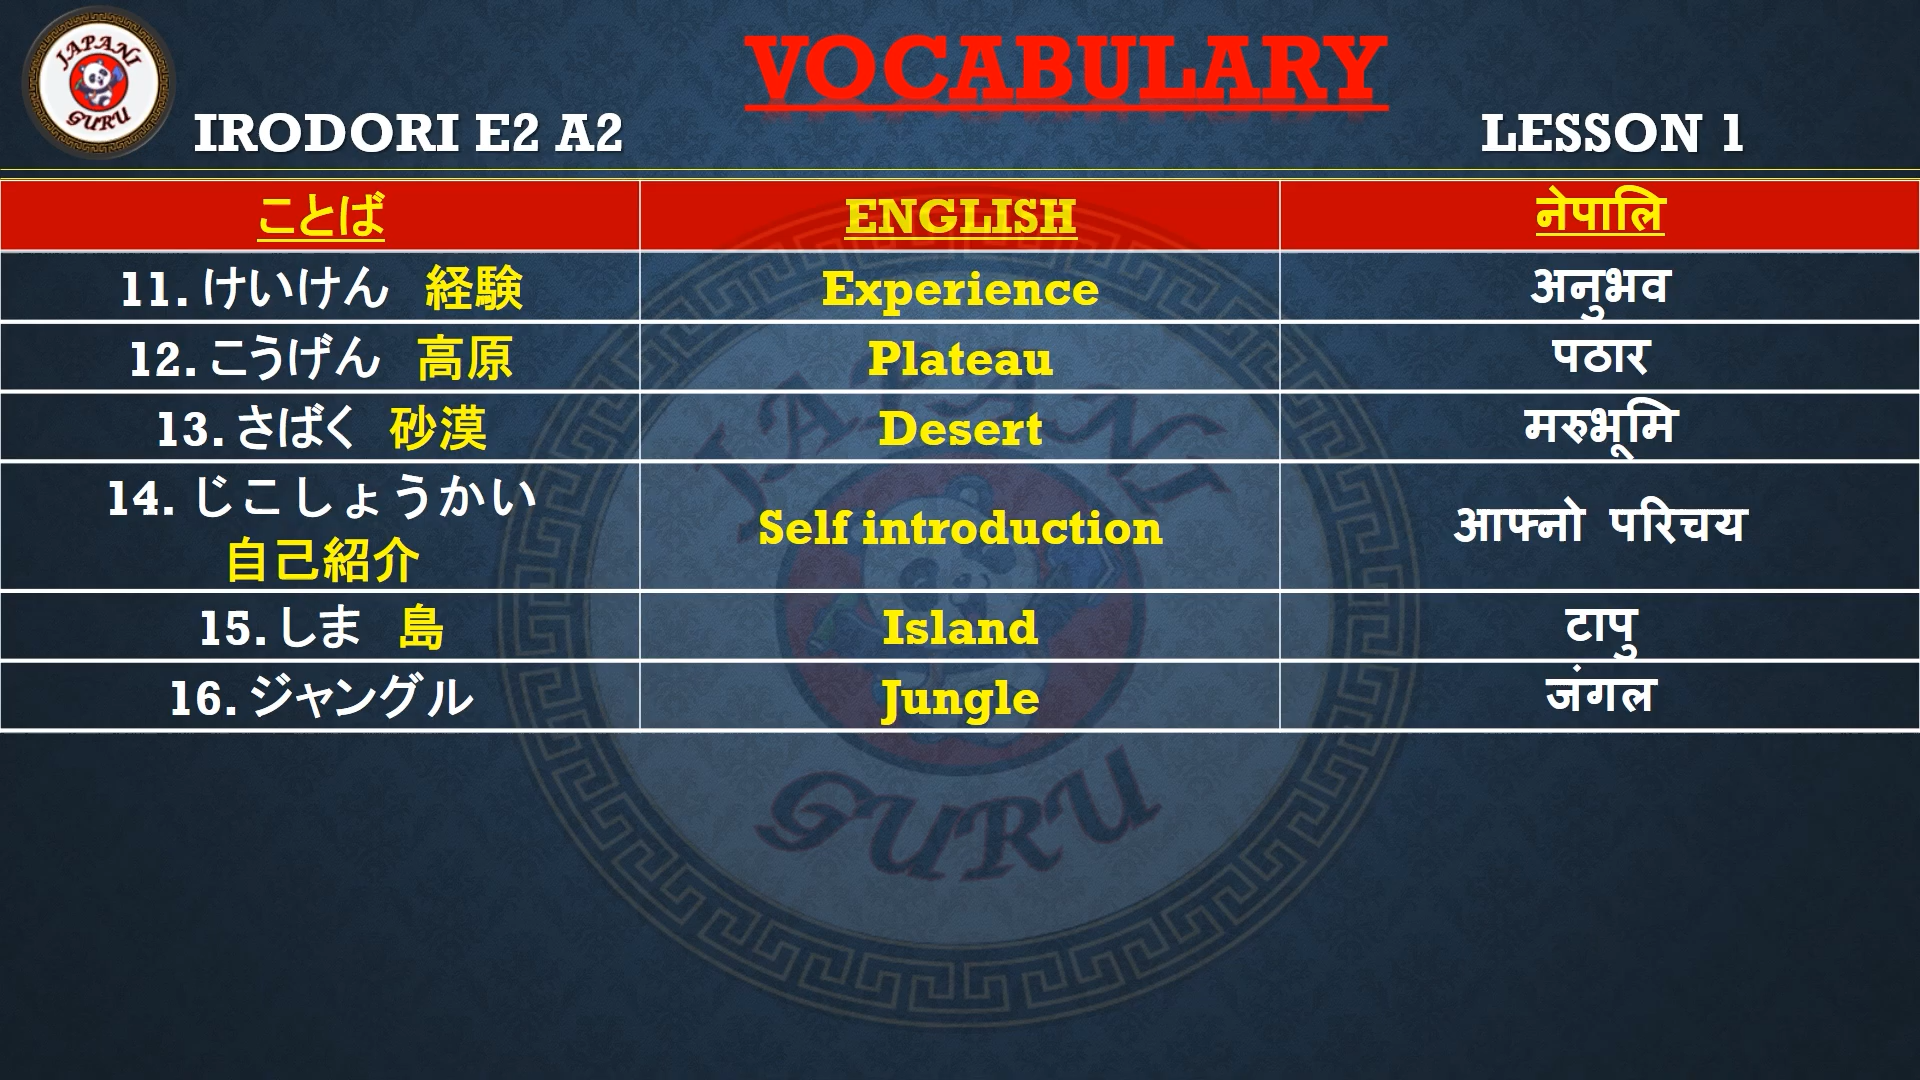 JAPANI
GURU
VOCABULARY
IRODORI E2 A2
LESSON 1
ことば ENGLISH नेपालि
11. けいけん 経験 Experience अनुभव
12. こうげん 高原 Plateau पठार
13. さばく 砂漠 Desert मरुभूमि
14. じこしょうかい
自己紹介 Self introduction आफ्नो परिचय
15. しま 島 Island टापु
16. ジャングル Jungle जंगल
JAPANI
GURU